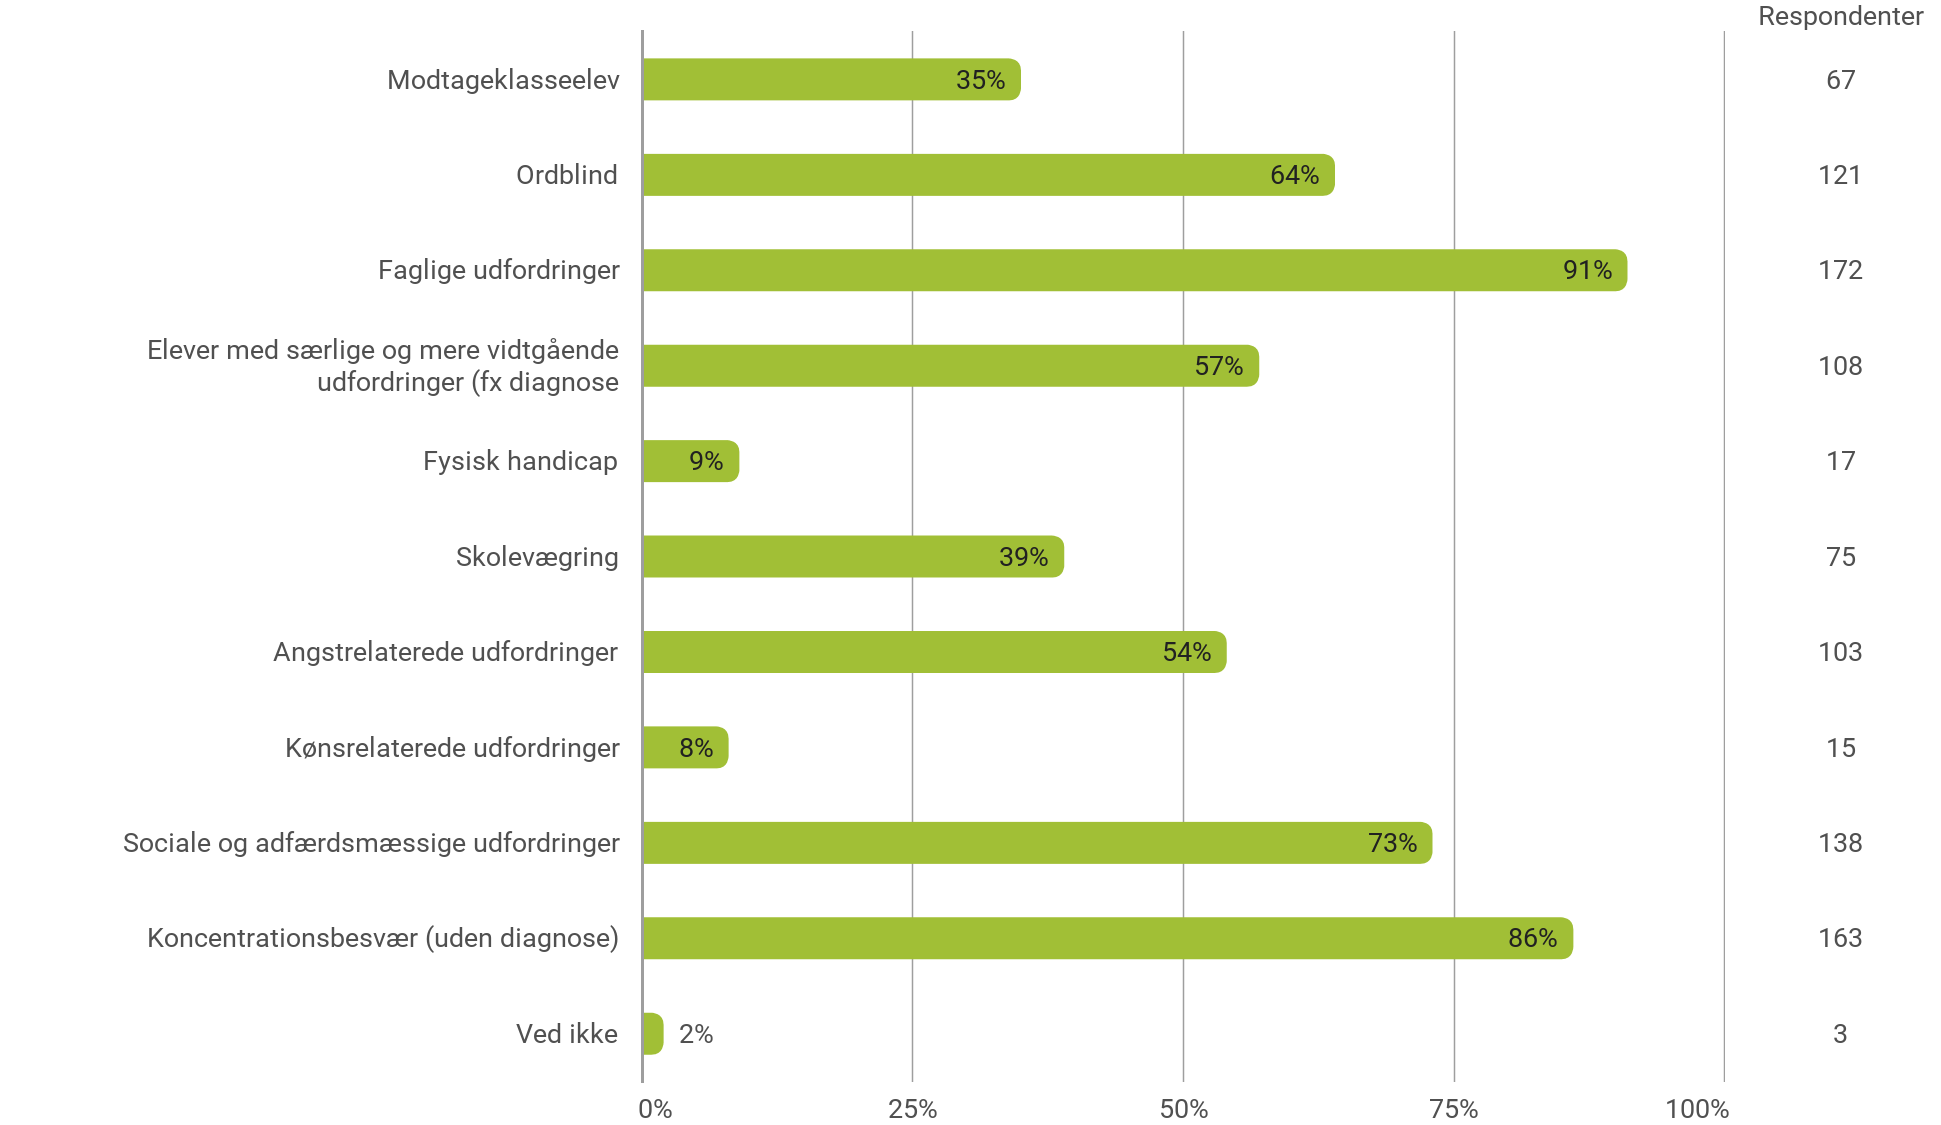 Respondenter
Modtageklasseelev 35% 67
Ordblind 64% 121
Faglige udfordringer 91% 172
Elever med særlige og mere vidtgående
udfordringer (fx diagnose 57% 108
Fysisk handicap 9% 17
Skolevægring 39% 75
Angstrelaterede udfordringer 54% 103
Kønsrelaterede udfordringer 8% 15
Sociale og adfærdsmæssige udfordringer 73% 138
Koncentrationsbesvær (uden diagnose) 86% 163
Ved ikke 2% 3
0% 25% 50% 75% 100%